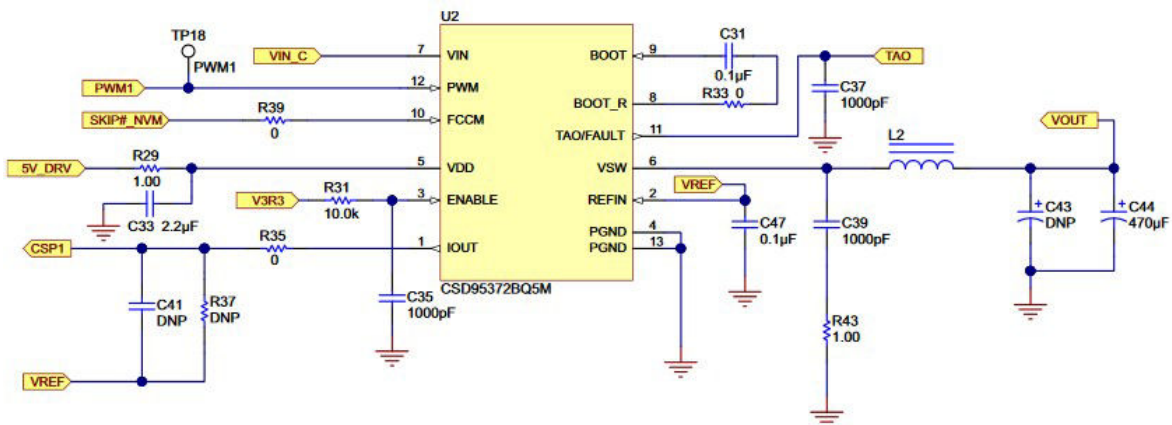 U2
TP18
PWM1
VIN_C
7
VIN
BOOT
9
C31
0.1µF
TAO
PWM1
12
PWM
C37
1000pF
R33 0
BOOT_R
8
SKIP#_NVM
R39
0
10
FCCM
TAO/FAULT
11
VOUT
L2
5V_DRV
R29
1.00
5
VDD
VSW
6
C33 2.2µF
V3R3
R31
10.0k
3
ENABLE
REFIN
2
VREF
C47
0.1µF
C39
1000pF
C43
DNP
C44
470µF
CSP1
R35
0
1
IOUT
PGND
4
PGND
13
CSD95372BQ5M
C41
DNP
R37
DNP
C35
1000pF
R43
1.00
VREF